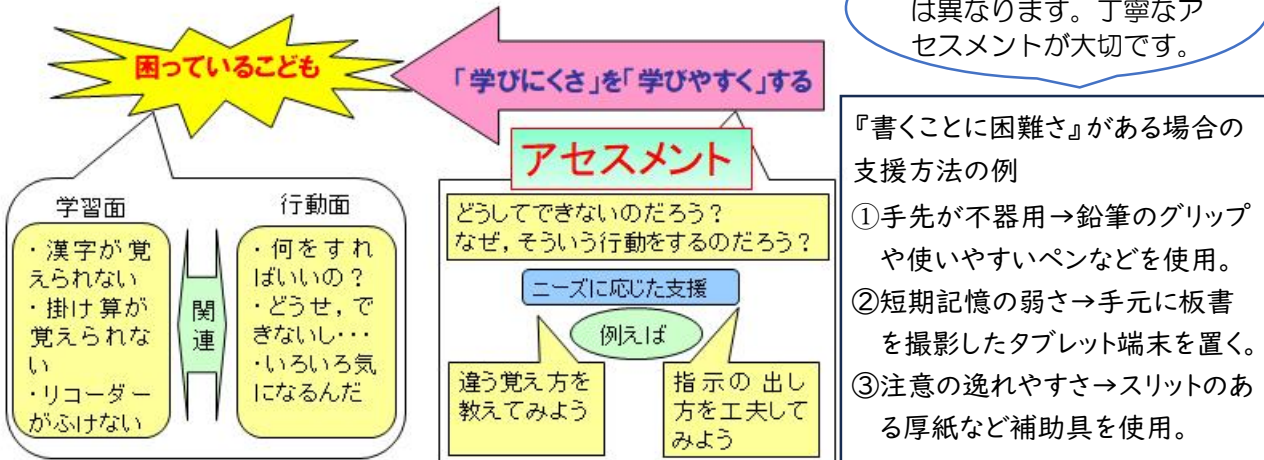 は異なります。丁寧なア
セスメントが大切です。
困っているこども
「学びにくさ」を「学びやすく」する
アセスメント
学習面
・漢字が覚
えられない
・掛け算が
覚えられな
い
・リコーダー
がふけない
関
連
行動面
・何をすれ
ばいいの？
・どうせ，で
きないし・・・
・いろいろ気
になるんだ
どうしてできないのだろう？
なぜ，そういう行動をするのだろう？
ニーズに応じた支援
例えば
違う覚え方を
教えてみよう
指示の出し
方を工夫して
みよう
『書くことに困難さ』がある場合の
支援方法の例
①手先が不器用→鉛筆のグリップ
や使いやすいペンなどを使用。
②短期記憶の弱さ→手元に板書
を撮影したタブレット端末を置く。
③注意の逸れやすさ→スリットのあ
る厚紙など補助具を使用。